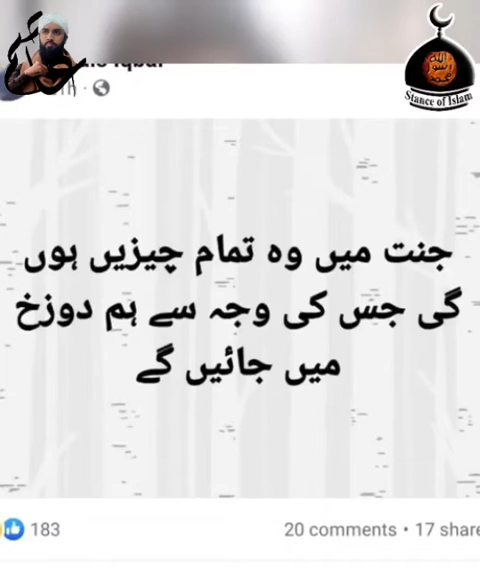 Stance of Islam
جنت میں وہ تمام چیزیں ہوں
گی جس کی وجہ سے ہم دوزخ
میں جائیں گے
183
20 comments • 17 share